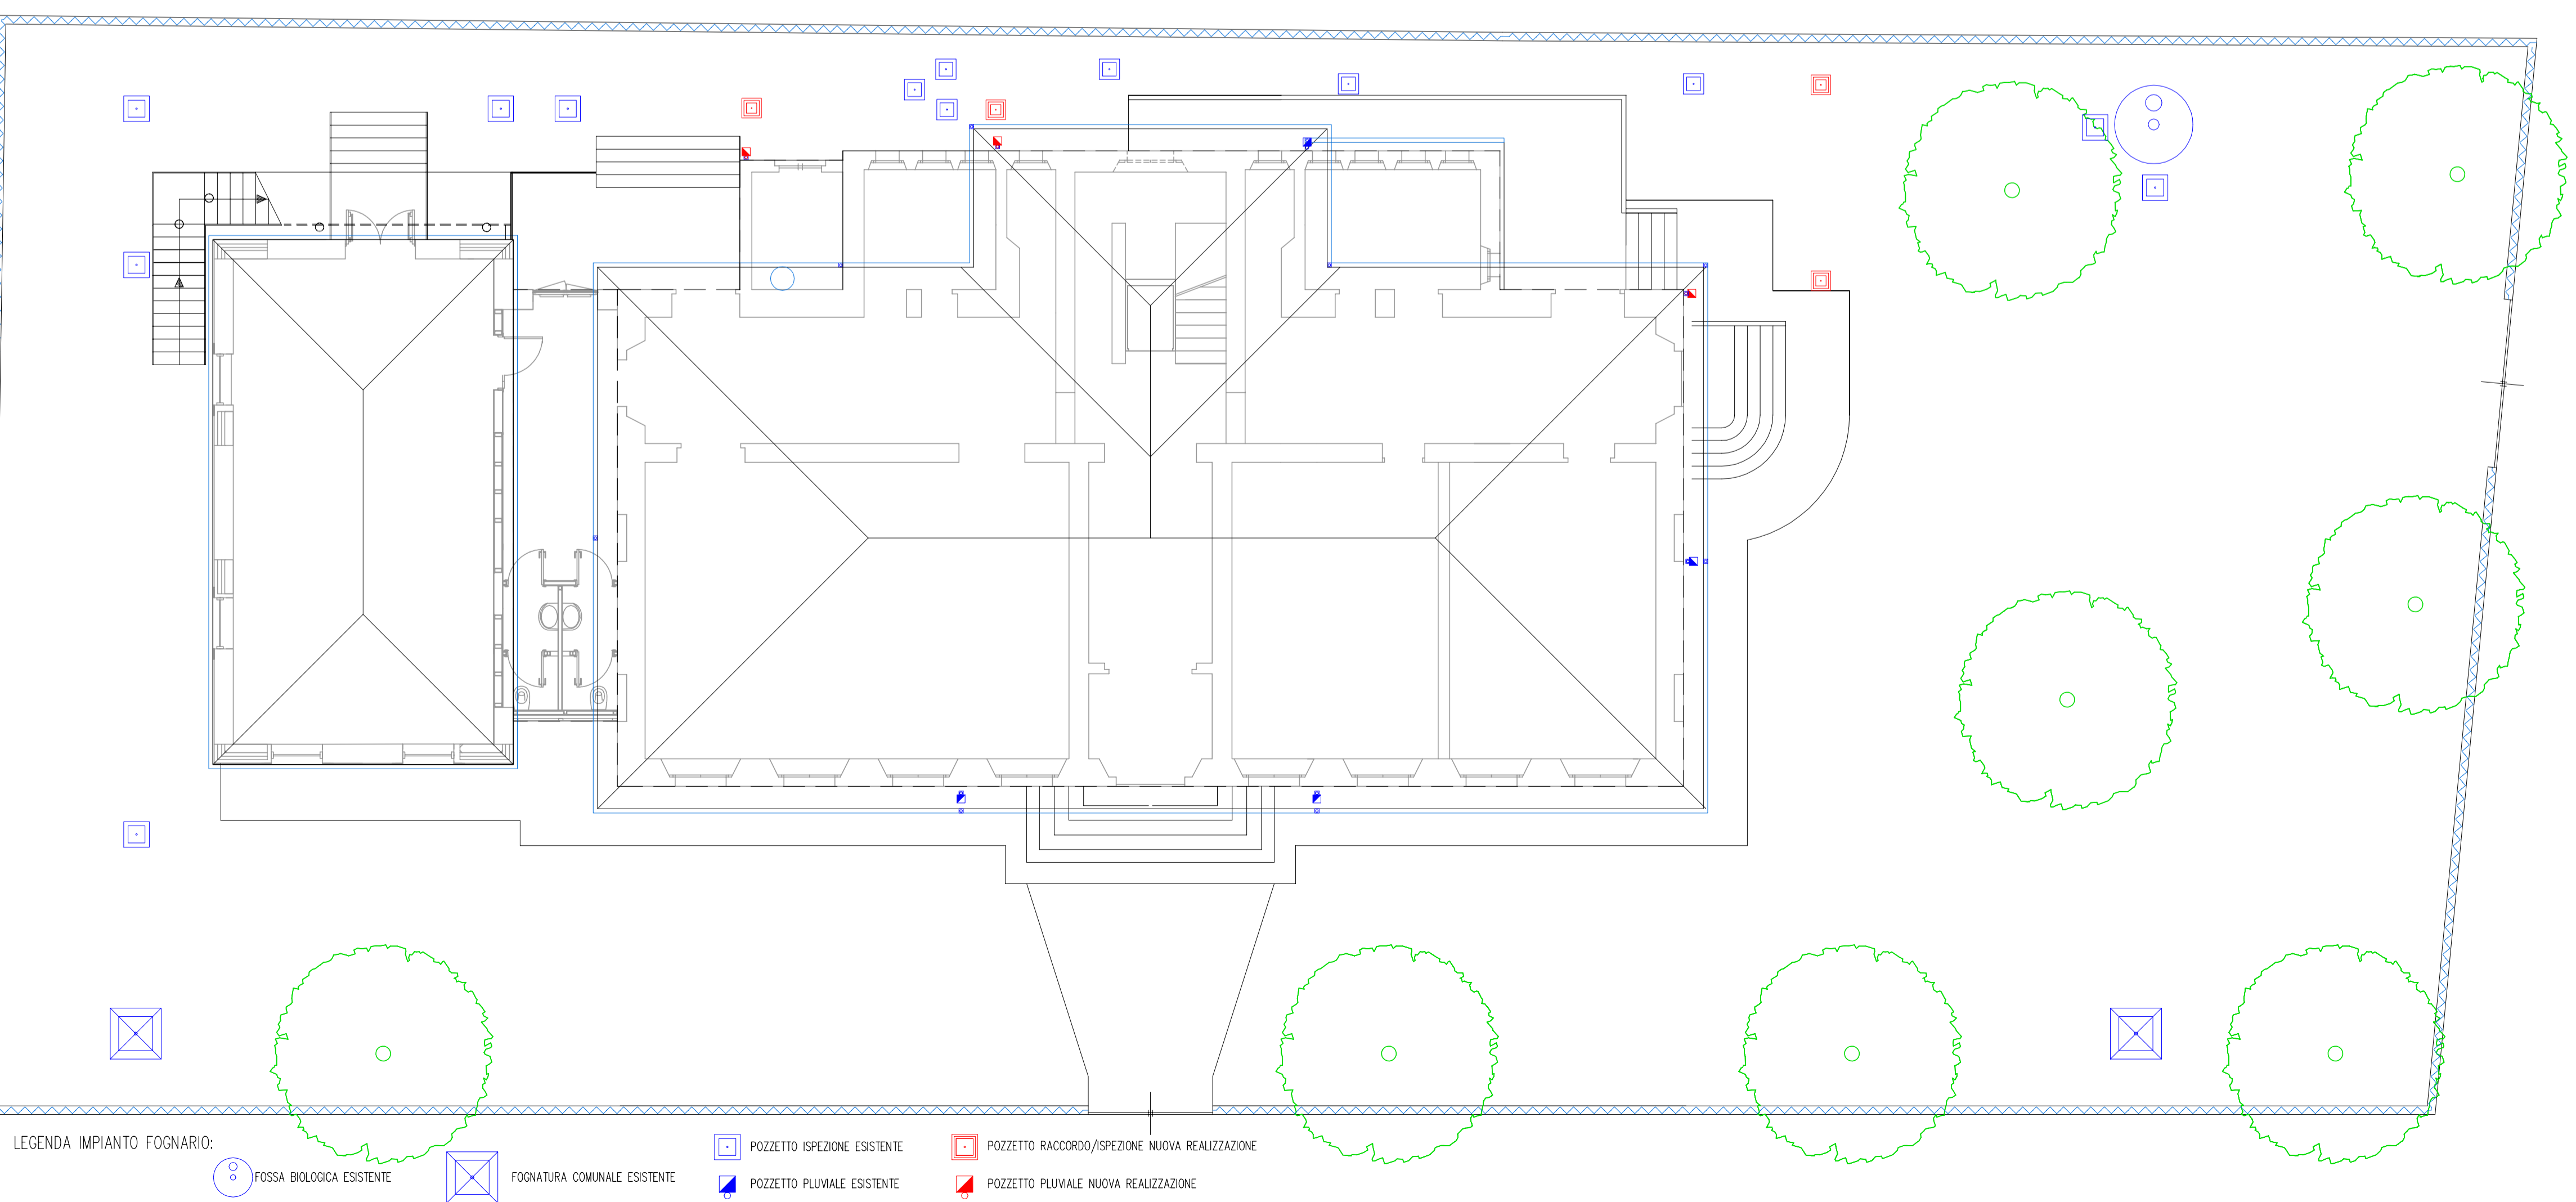 LEGENDA IMPIANTO FOGNARIO:
FOSSA BIOLOGICA ESISTENTE
FOGNATURA COMUNALE ESISTENTE
POZZETTO ISPEZIONE ESISTENTE
POZZETTO PLUVIALE ESISTENTE
POZZETTO RACCORDO/ISPEZIONE NUOVA REALIZZAZIONE
POZZETTO PLUVIALE NUOVA REALIZZAZIONE